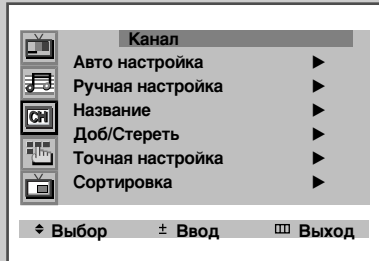 Канал
Авто настройка ▶
Ручная настройка ▶
CH Название ▶
Доб/Стереть ▶
Точная настройка ▶
Сортировка ▶
Выбор ± Ввод Выход